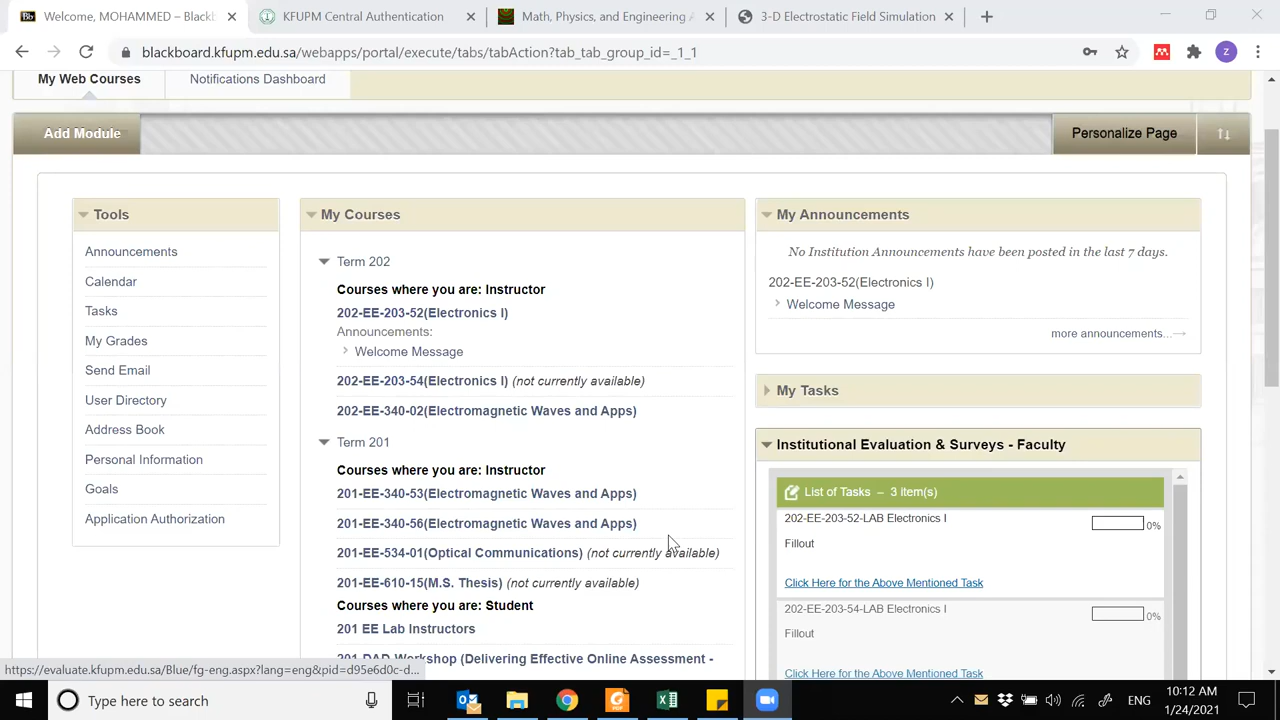 Welcome, MOHAMMED – Blackb
KFUPM Central Authentication
Math, Physics, and Engineering A
3-D Electrostatic Field Simulation
blackboard.kfupm.edu.sa/webapps/portal/execute/tabs/tabAction?tab_tab_group_id=_1_1
Z
My Web Courses
Notifications Dashboard
Add Module
Personalize Page
Tools
Announcements
Calendar
Tasks
My Grades
Send Email
User Directory
Address Book
Personal Information
Goals
Application Authorization
My Courses
Term 202
Courses where you are: Instructor
202-EE-203-52(Electronics I)
Announcements:
Welcome Message
202-EE-203-54(Electronics I) (not currently available)
202-EE-340-02(Electromagnetic Waves and Apps)
Term 201
Courses where you are: Instructor
201-EE-340-53(Electromagnetic Waves and Apps)
201-EE-340-56(Electromagnetic Waves and Apps)
201-EE-534-01(Optical Communications) (not currently available)
201-EE-610-15(M.S. Thesis) (not currently available)
Courses where you are: Student
201 EE Lab Instructors
201 DAD Workshop (Delivering Effective Online Assessment -
My Announcements
No Institution Announcements have been posted in the last 7 days.
202-EE-203-52(Electronics I)
Welcome Message
more announcements...
My Tasks
Institutional Evaluation & Surveys - Faculty
List of Tasks – 3 item(s)
202-EE-203-52-LAB Electronics I
0%
Fillout
Click Here for the Above Mentioned Task
202-EE-203-54-LAB Electronics I
0%
Fillout
Click Here for the Above Mentioned Task
https://evaluate.kfupm.edu.sa/Blue/fg-eng.aspx?lang=eng&pid=d95e6d0c-d...
Type here to search
ENG
10:12 AM
1/24/2021